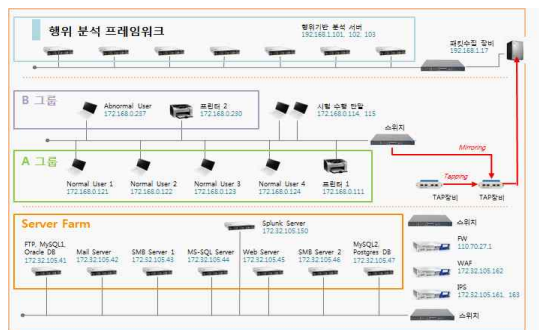 행위 분석 프레임워크
행위기반 분석 서버
192.168.1.101, 102, 103
패킷수집 장비
192.168.1.17
B 그룹
Abnormal User
172.168.0.237
프린터 2
172.168.0.230
시험 수행 단말
172.168.0.114, 115
스위치
Mirroring
A 그룹
Tapping
Normal User 1
172.168.0.121
Normal User 2
172.168.0.122
Normal User 3
172.168.0.123
Normal User 4
172.168.0.124
프린터 1
172.168.0.111
TAP장비
TAP장비
Server Farm
Splunk Server
172.32.105.150
스위치
FTP, MySQL1,
Oracle DB
172.32.105.41
Mail Server
172.32.105.42
SMB Server 1
172.32.105.43
MS-SQL Server
172.32.105.44
Web Server
172.32.105.45
SMB Server 2
172.32.105.46
MySQL2,
Postgres DB
172.32.105.47
FW
110.70.27.1
WAF
172.32.105.162
IPS
172.32.105.161, 163
스위치